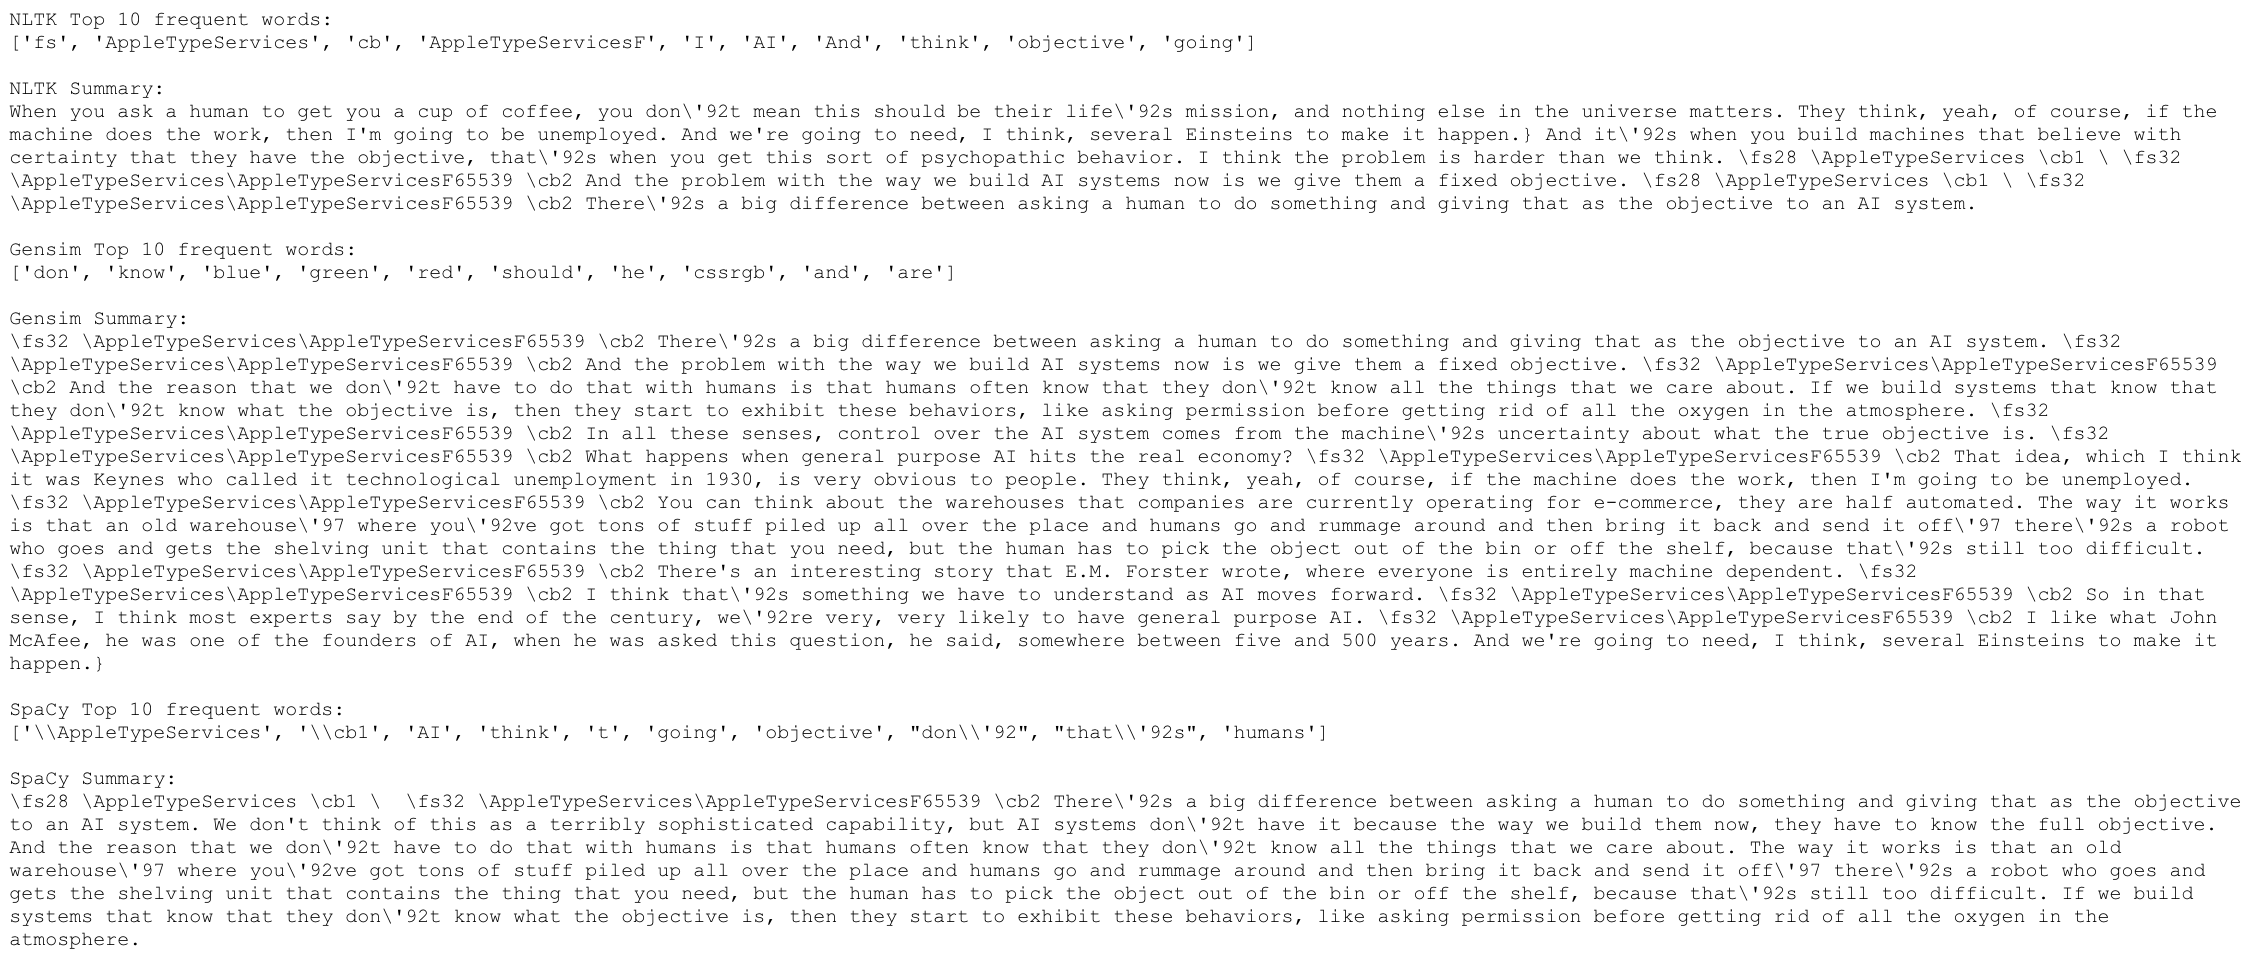 NLTK Top 10 frequent words:
['fs', 'AppleTypeServices', 'cb', 'AppleTypeServicesF', 'I', 'AI', 'And', 'think', 'objective', 'going']
NLTK Summary:
When you ask a human to get you a cup of coffee, you don\'92t mean this should be their life\'92s mission, and nothing else in the universe matters. They think, yeah, of course, if the
machine does the work, then I'm going to be unemployed. And we're going to need, I think, several Einsteins to make it happen.} And it\'92s when you build machines that believe with
certainty that they have the objective, that\'92s when you get this sort of psychopathic behavior. I think the problem is harder than we think. \fs28 \AppleTypeServices \cb1 \ \fs32
\AppleTypeServices\AppleTypeServicesF65539 \cb2 And the problem with the way we build AI systems now is we give them a fixed objective. \fs28 \AppleTypeServices \cb1 \ \fs32
\AppleTypeServices\AppleTypeServicesF65539 \cb2 There\'92s a big difference between asking a human to do something and giving that as the objective to an AI system.
Gensim Top 10 frequent words:
['don', 'know', 'blue', 'green', 'red', 'should', 'he', 'cssrgb', 'and', 'are']
Gensim Summary:
\fs32 \AppleTypeServices\AppleTypeServicesF65539 \cb2 There\'92s a big difference between asking a human to do something and giving that as the objective to an AI system. \fs32
\AppleTypeServices\AppleTypeServicesF65539 \cb2 And the problem with the way we build AI systems now is we give them a fixed objective. \fs32 \AppleTypeServices\AppleTypeServicesF65539
\cb2 And the reason that we don\'92t have to do that with humans is that humans often know that they don\'92t know all the things that we care about. If we build systems that know that
they don\'92t know what the objective is, then they start to exhibit these behaviors, like asking permission before getting rid of all the oxygen in the atmosphere. \fs32
\AppleTypeServices\AppleTypeServicesF65539 \cb2 In all these senses, control over the AI system comes from the machine\'92s uncertainty about what the true objective is. \fs32
\AppleTypeServices\AppleTypeServicesF65539 \cb2 What happens when general purpose AI hits the real economy? \fs32 \AppleTypeServices\AppleTypeServicesF65539 \cb2 That idea, which I think
it was Keynes who called it technological unemployment in 1930, is very obvious to people. They think, yeah, of course, if the machine does the work, then I'm going to be unemployed.
\fs32 \AppleTypeServices\AppleTypeServicesF65539 \cb2 You can think about the warehouses that companies are currently operating for e-commerce, they are half automated. The way it works
is that an old warehouse\'97 where you\'92ve got tons of stuff piled up all over the place and humans go and rummage around and then bring it back and send it off\'97 there\'92s a robot
who goes and gets the shelving unit that contains the thing that you need, but the human has to pick the object out of the bin or off the shelf, because that\'92s still too difficult.
\fs32 \AppleTypeServices\AppleTypeServicesF65539 \cb2 There's an interesting story that E.M. Forster wrote, where everyone is entirely machine dependent. \fs32
\AppleTypeServices\AppleTypeServicesF65539 \cb2 I think that\'92s something we have to understand as AI moves forward. \fs32 \AppleTypeServices\AppleTypeServicesF65539 \cb2 So in that
sense, I think most experts say by the end of the century, we\'92re very, very likely to have general purpose AI. \fs32 \AppleTypeServices\AppleTypeServicesF65539 \cb2 I like what John
McAfee, he was one of the founders of AI, when he was asked this question, he said, somewhere between five and 500 years. And we're going to need, I think, several Einsteins to make it
happen.}
SpaCy Top 10 frequent words:
['\\AppleTypeServices', '\\cb1', 'AI', 'think', 't', 'going', 'objective', "don\\'92", "that\\'92s", 'humans']
SpaCy Summary:
\fs28 \AppleTypeServices \cb1 \  \fs32 \AppleTypeServices\AppleTypeServicesF65539 \cb2 There\'92s a big difference between asking a human to do something and giving that as the objective
to an AI system. We don't think of this as a terribly sophisticated capability, but AI systems don\'92t have it because the way we build them now, they have to know the full objective.
And the reason that we don\'92t have to do that with humans is that humans often know that they don\'92t know all the things that we care about. The way it works is that an old
warehouse\'97 where you\'92ve got tons of stuff piled up all over the place and humans go and rummage around and then bring it back and send it off\'97 there\'92s a robot who goes and
gets the shelving unit that contains the thing that you need, but the human has to pick the object out of the bin or off the shelf, because that\'92s still too difficult. If we build
systems that know that they don\'92t know what the objective is, then they start to exhibit these behaviors, like asking permission before getting rid of all the oxygen in the
atmosphere.